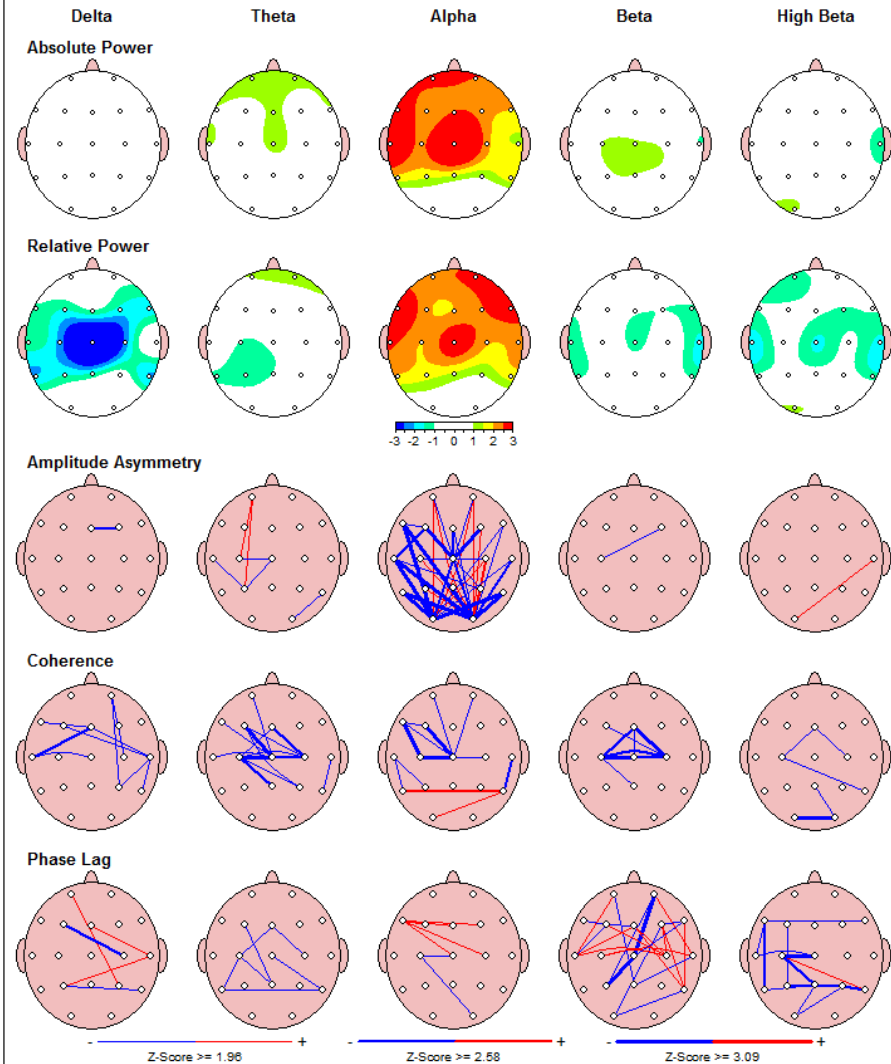 Delta Theta Alpha Beta High Beta
Absolute Power
Relative Power
-3 -2 -1 0 1 2 3
Amplitude Asymmetry
Coherence
Phase Lag
- + - + - +
Z-Score >= 1.96 Z-Score >= 2.58 Z-Score >= 3.09